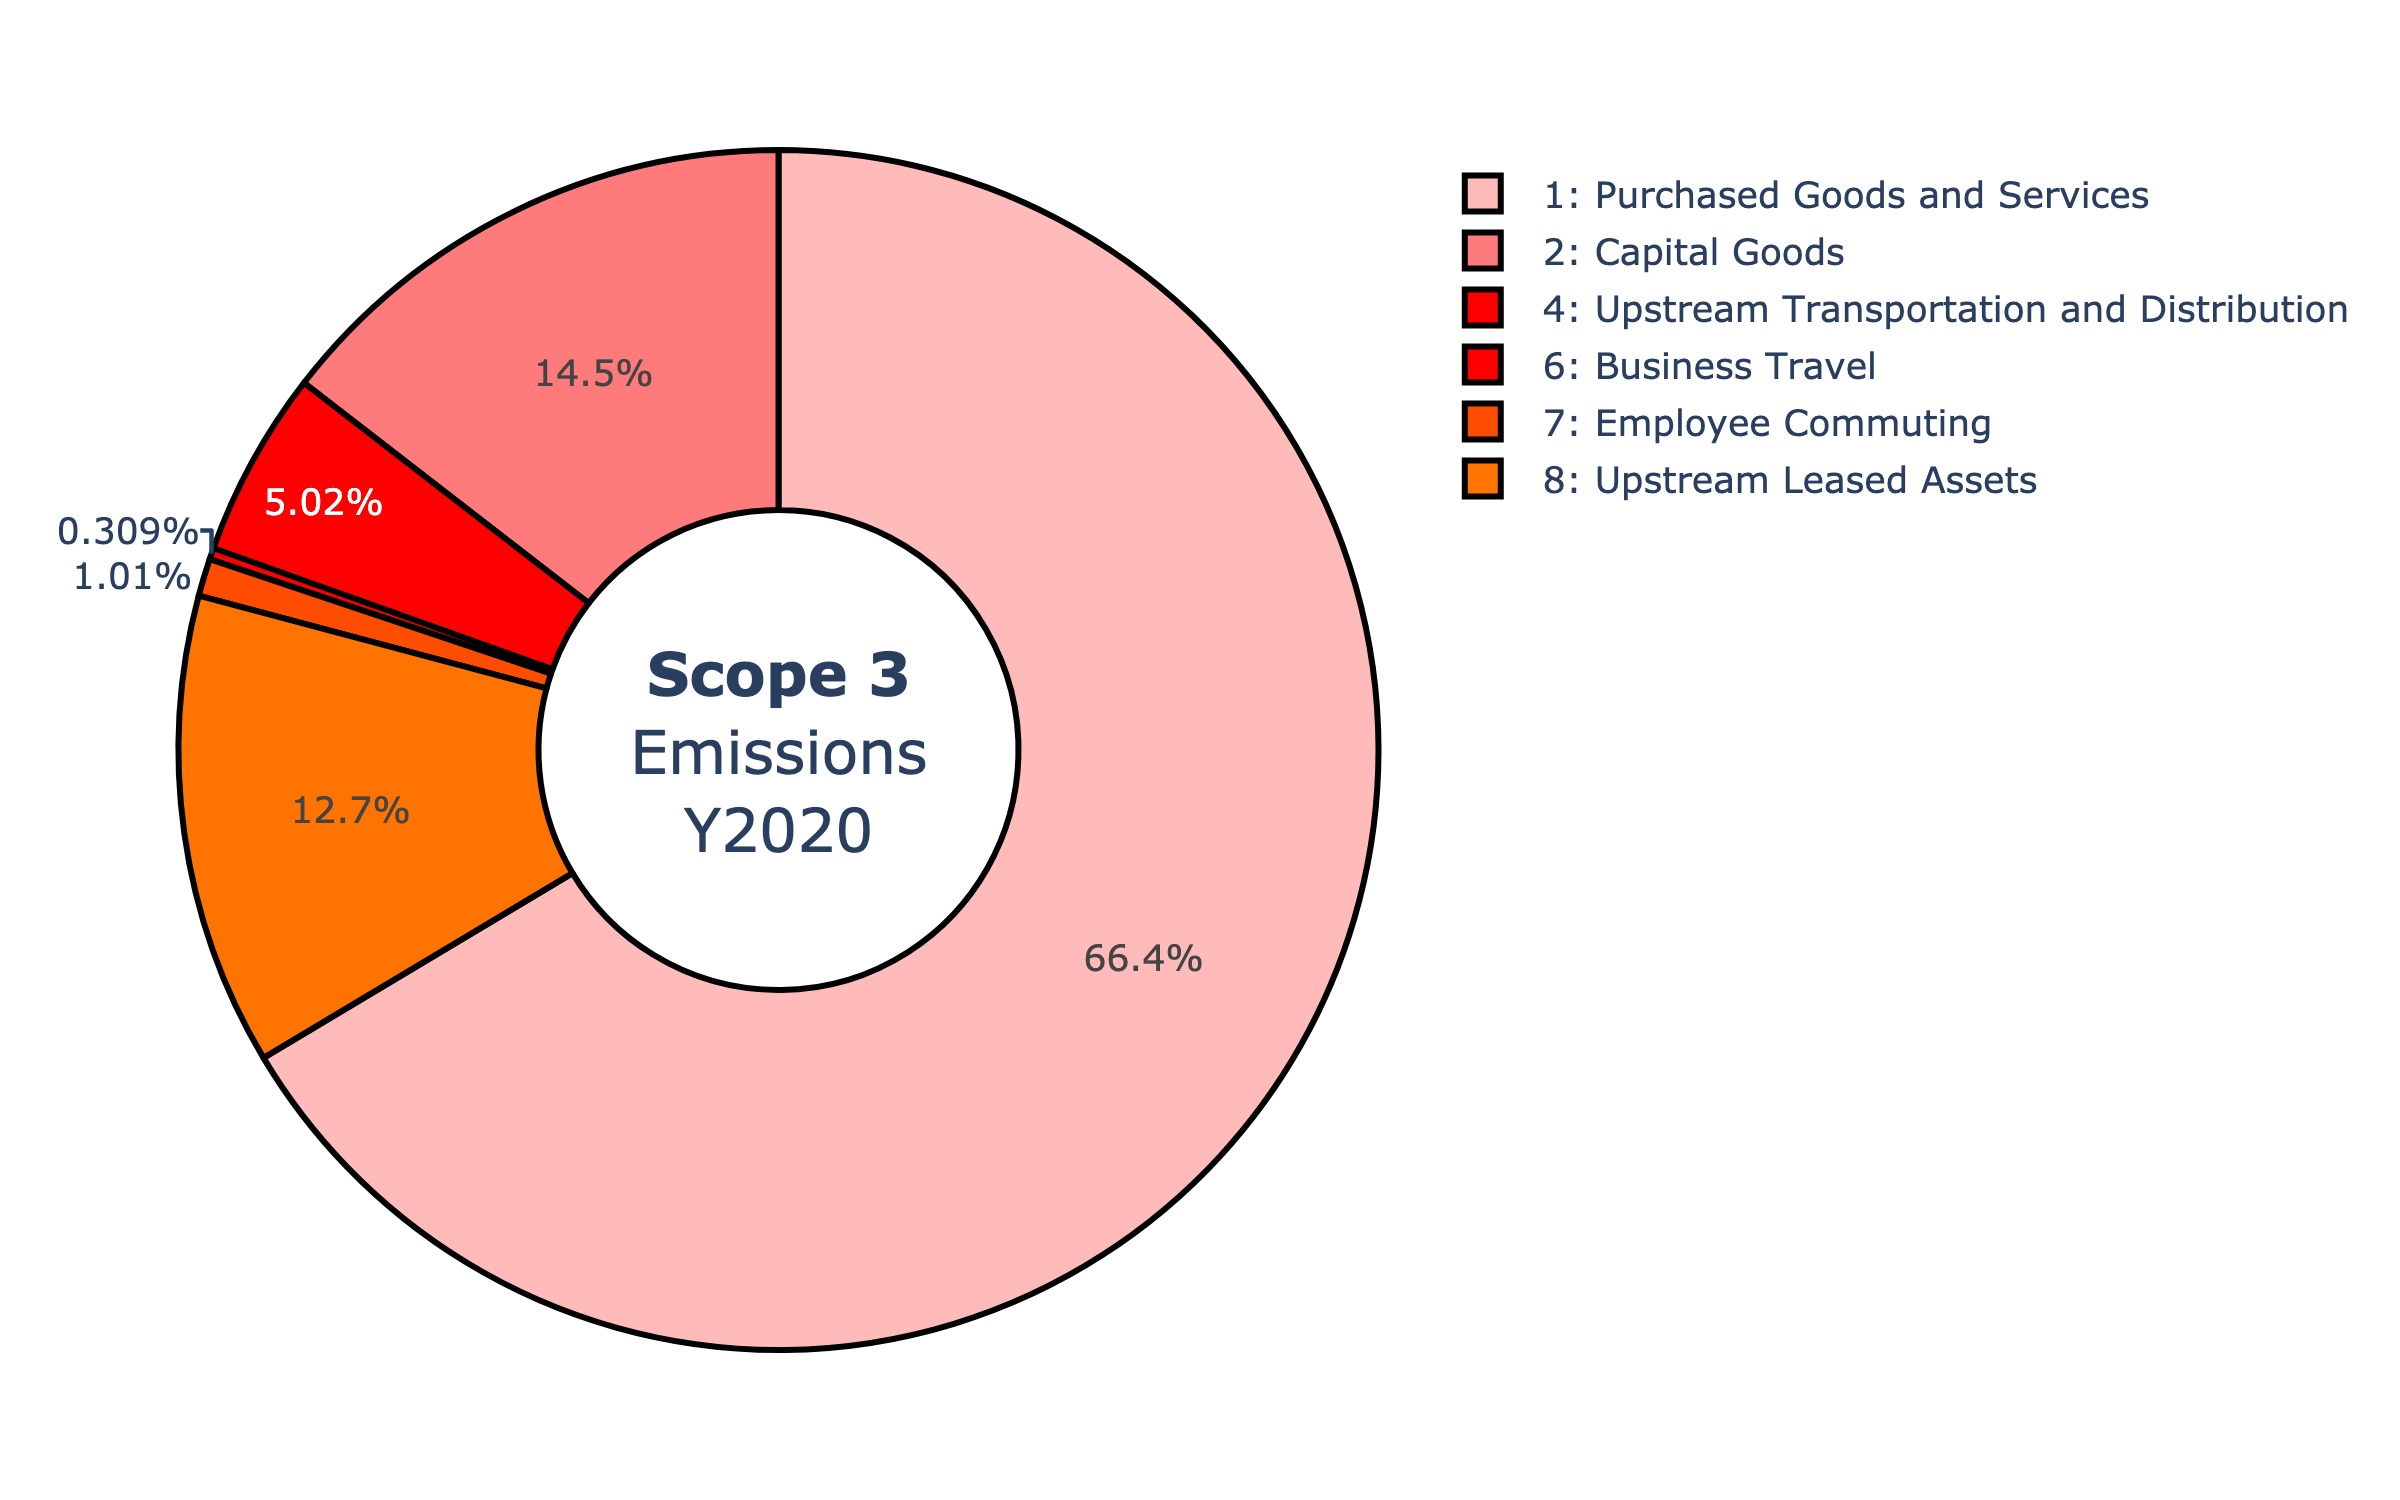 14.5%
5.02%
0.309%
1.01%
12.7%
66.4%
Scope 3
Emissions
Y2020
1: Purchased Goods and Services
2: Capital Goods
4: Upstream Transportation and Distribution
6: Business Travel
7: Employee Commuting
8: Upstream Leased Assets